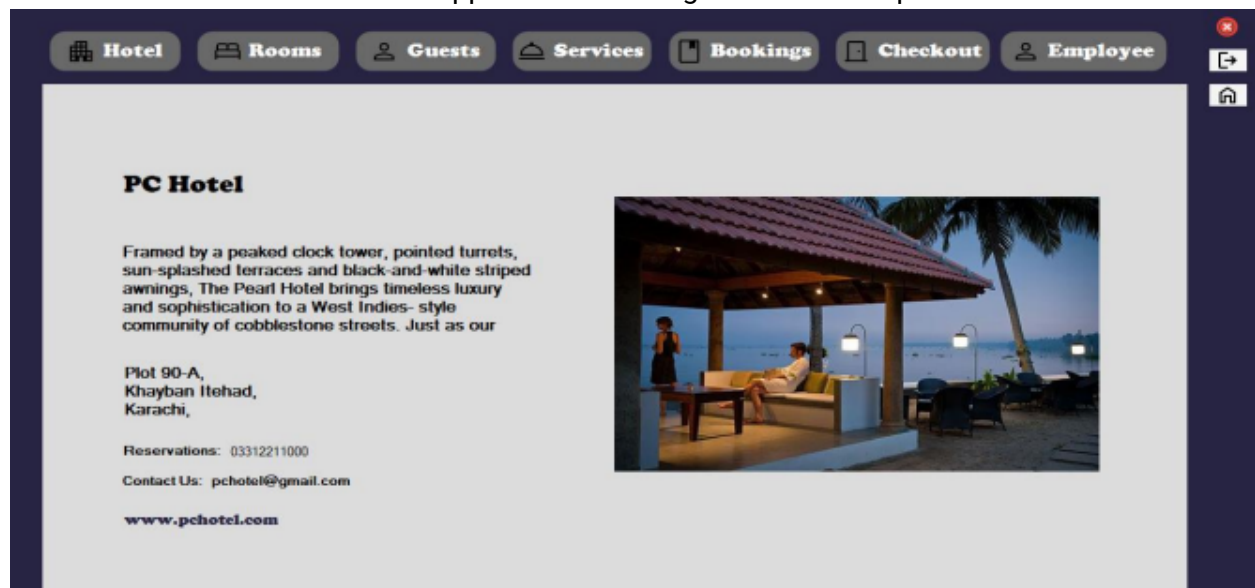 Hotel
Rooms
Guests
Services
Bookings
Checkout
Employee
PC Hotel
Framed by a peaked clock tower, pointed turrets,
sun-splashed terraces and black-and-white striped
awnings, The Pearl Hotel brings timeless luxury
and sophistication to a West Indies- style
community of cobblestone streets. Just as our
Plot 90-A,
Khayban Itehad,
Karachi,
Reservations: 03312211000
Contact Us: pchotel@gmail.com
www.pchotel.com